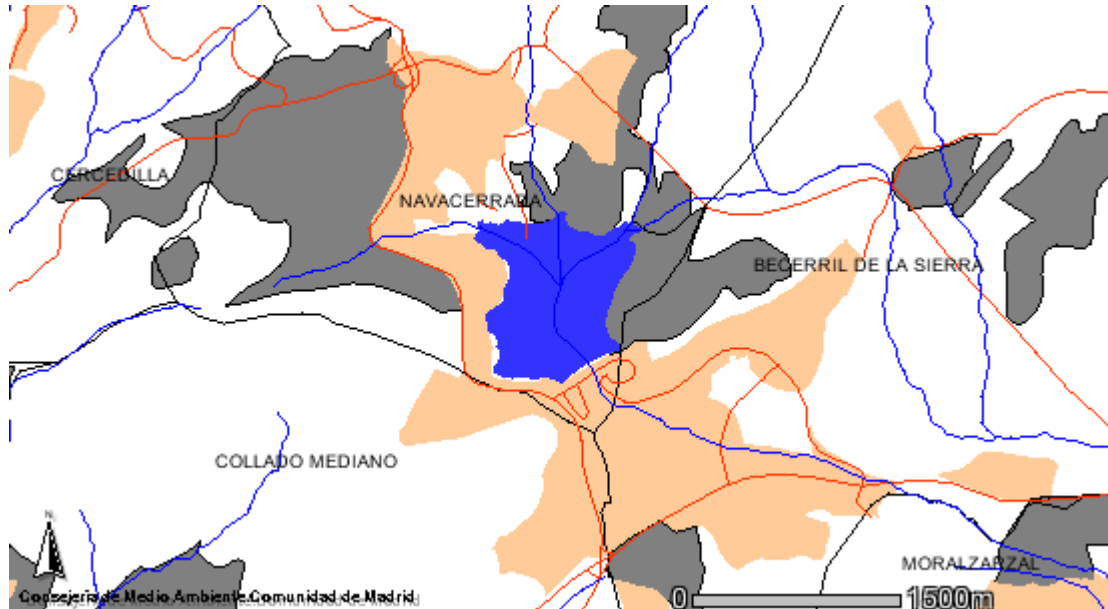 CERCEDILLA
NAVACERRADA
BECERRIL DE LA SIERRA
COLLADO MEDIANO
N
MORALZARZAL
Consejería de Medio Ambiente.Comunidad de Madrid
0 1500m